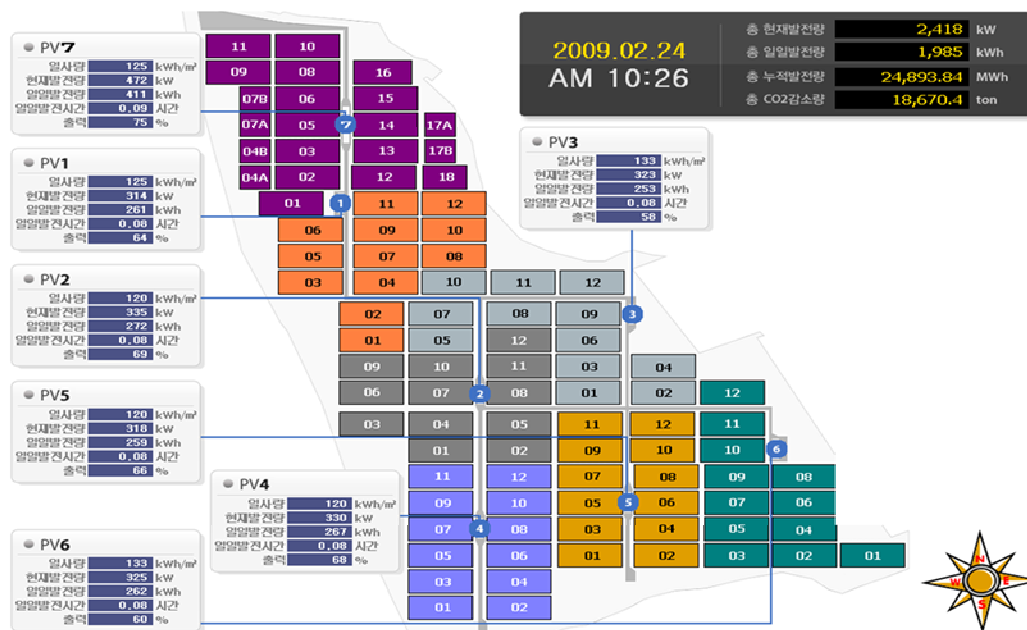 2009.02.24
AM 10:26
총 현재발전량 2,418 kW
총 일일발전량 1,985 kWh
총 누적발전량 24,893.84 MWh
총 CO2감소량 18,670.4 ton
PV7
일사량 125 kWh/m²
현재발전량 472 kW
일일발전량 411 kWh
일일발전시간 0.09 시간
출력 75 %
PV1
일사량 125 kWh/m²
현재발전량 314 kW
일일발전량 261 kWh
일일발전시간 0.08 시간
출력 64 %
PV2
일사량 120 kWh/m²
현재발전량 335 kW
일일발전량 272 kWh
일일발전시간 0.08 시간
출력 69 %
PV5
일사량 120 kWh/m²
현재발전량 318 kW
일일발전량 259 kWh
일일발전시간 0.08 시간
출력 66 %
PV6
일사량 133 kWh/m²
현재발전량 325 kW
일일발전량 262 kWh
일일발전시간 0.08 시간
출력 60 %
PV4
일사량 120 kWh/m²
현재발전량 330 kW
일일발전량 267 kWh
일일발전시간 0.08 시간
출력 68 %
PV3
일사량 133 kWh/m²
현재발전량 323 kW
일일발전량 253 kWh
일일발전시간 0.08 시간
출력 58 %
11 10
09 08 16
07B 06 15
07A 05 7 14 17A
04B 03 13 17B
04A 02 12 18
01 1 11 12
06 09 10
05 07 08
03 04 10 11 12
02 07 08 09 3
01 05 12 06
09 10 11 03 04
06 07 2 08 01 02 12
03 04 05 11 12 11
01 02 09 10 10 6
11 12 07 08 09 08
09 10 05 5 06 07 06
07 4 08 03 04 05 04
05 06 01 02 03 02 01
03 04
01 02
N
W E
S